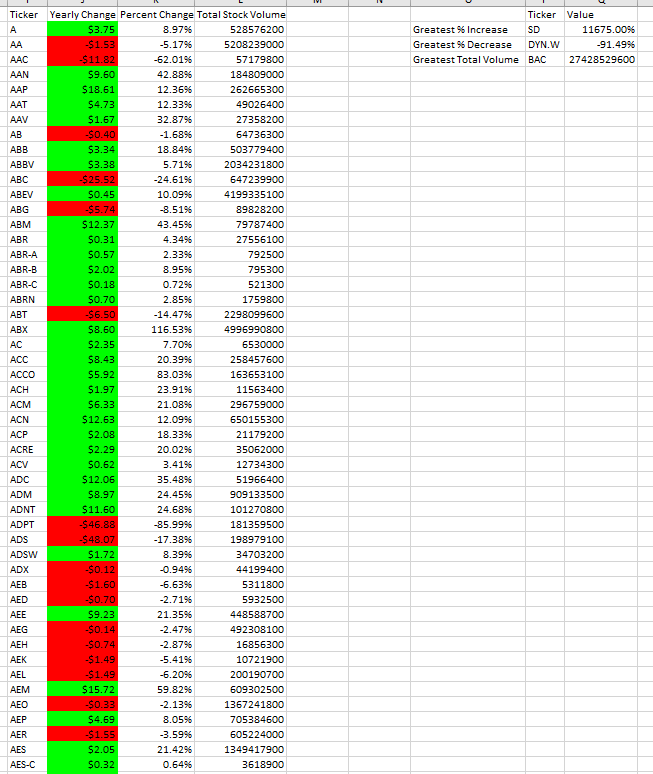 Ticker Yearly Change Percent Change Total Stock Volume Ticker Value
A $3.75 8.97% 528576200 Greatest % Increase SD 11675.00%
AA -$1.53 -5.17% 5208239000 Greatest % Decrease DYN.W -91.49%
AAC -$11.82 -62.01% 57179800 Greatest Total Volume BAC 27428529600
AAN $9.60 42.88% 184809000
AAP $18.61 12.36% 262665300
AAT $4.73 12.33% 49026400
AAV $1.67 32.87% 27358200
AB -$0.40 -1.68% 64736300
ABB $3.34 18.84% 503779400
ABBV $3.38 5.71% 2034231800
ABC -$25.52 -24.61% 647239900
ABEV $0.45 10.09% 4199335100
ABG -$5.74 -8.51% 89828200
ABM $12.37 43.45% 79787400
ABR $0.31 4.34% 27556100
ABR-A $0.57 2.33% 792500
ABR-B $2.02 8.95% 795300
ABR-C $0.18 0.72% 521300
ABRN $0.70 2.85% 1759800
ABT -$6.50 -14.47% 2298099600
ABX $8.60 116.53% 4996990800
AC $2.35 7.70% 6530000
ACC $8.43 20.39% 258457600
ACCO $5.92 83.03% 163653100
ACH $1.97 23.91% 11563400
ACM $6.33 21.08% 296759000
ACN $12.63 12.09% 650155300
ACP $2.08 18.33% 21179200
ACRE $2.29 20.02% 35062000
ACV $0.62 3.41% 12734300
ADC $12.06 35.48% 51966400
ADM $8.97 24.45% 909133500
ADNT $11.60 24.68% 101270800
ADPT -$46.88 -85.99% 181359500
ADS -$48.07 -17.38% 198979100
ADSW $1.72 8.39% 34703200
ADX -$0.12 -0.94% 44199400
AEB -$1.60 -6.63% 5311800
AED -$0.70 -2.71% 5932500
AEE $9.23 21.35% 448588700
AEG -$0.14 -2.47% 492308100
AEH -$0.74 -2.87% 16856300
AEK -$1.49 -5.41% 10721900
AEL -$1.49 -6.20% 200190700
AEM $15.72 59.82% 609302500
AEO -$0.33 -2.13% 1367241800
AEP $4.69 8.05% 705384600
AER -$1.55 -3.59% 605224000
AES $2.05 21.42% 1349417900
AES-C $0.32 0.64% 3618900